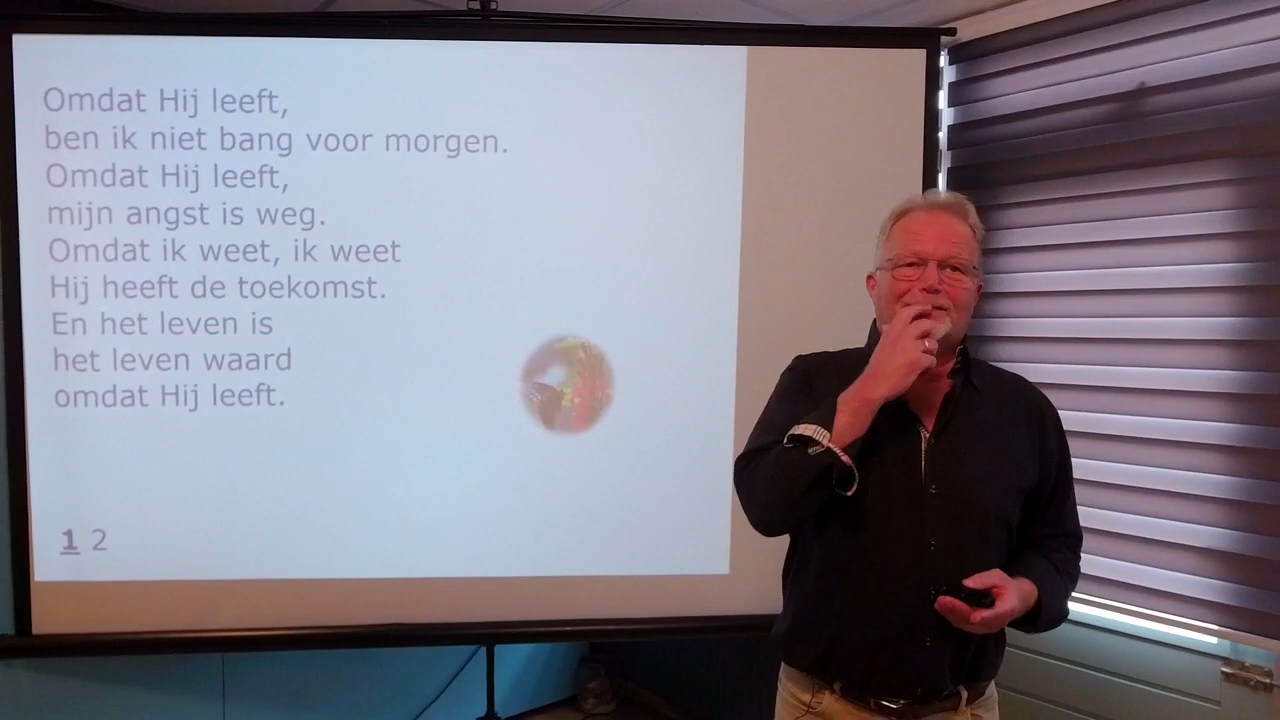 Omdat Hij leeft,
ben ik niet bang voor morgen.
Omdat Hij leeft,
mijn angst is weg.
Omdat ik weet, ik weet
Hij heeft de toekomst.
En het leven is
het leven waard
omdat Hij leeft.
1 2